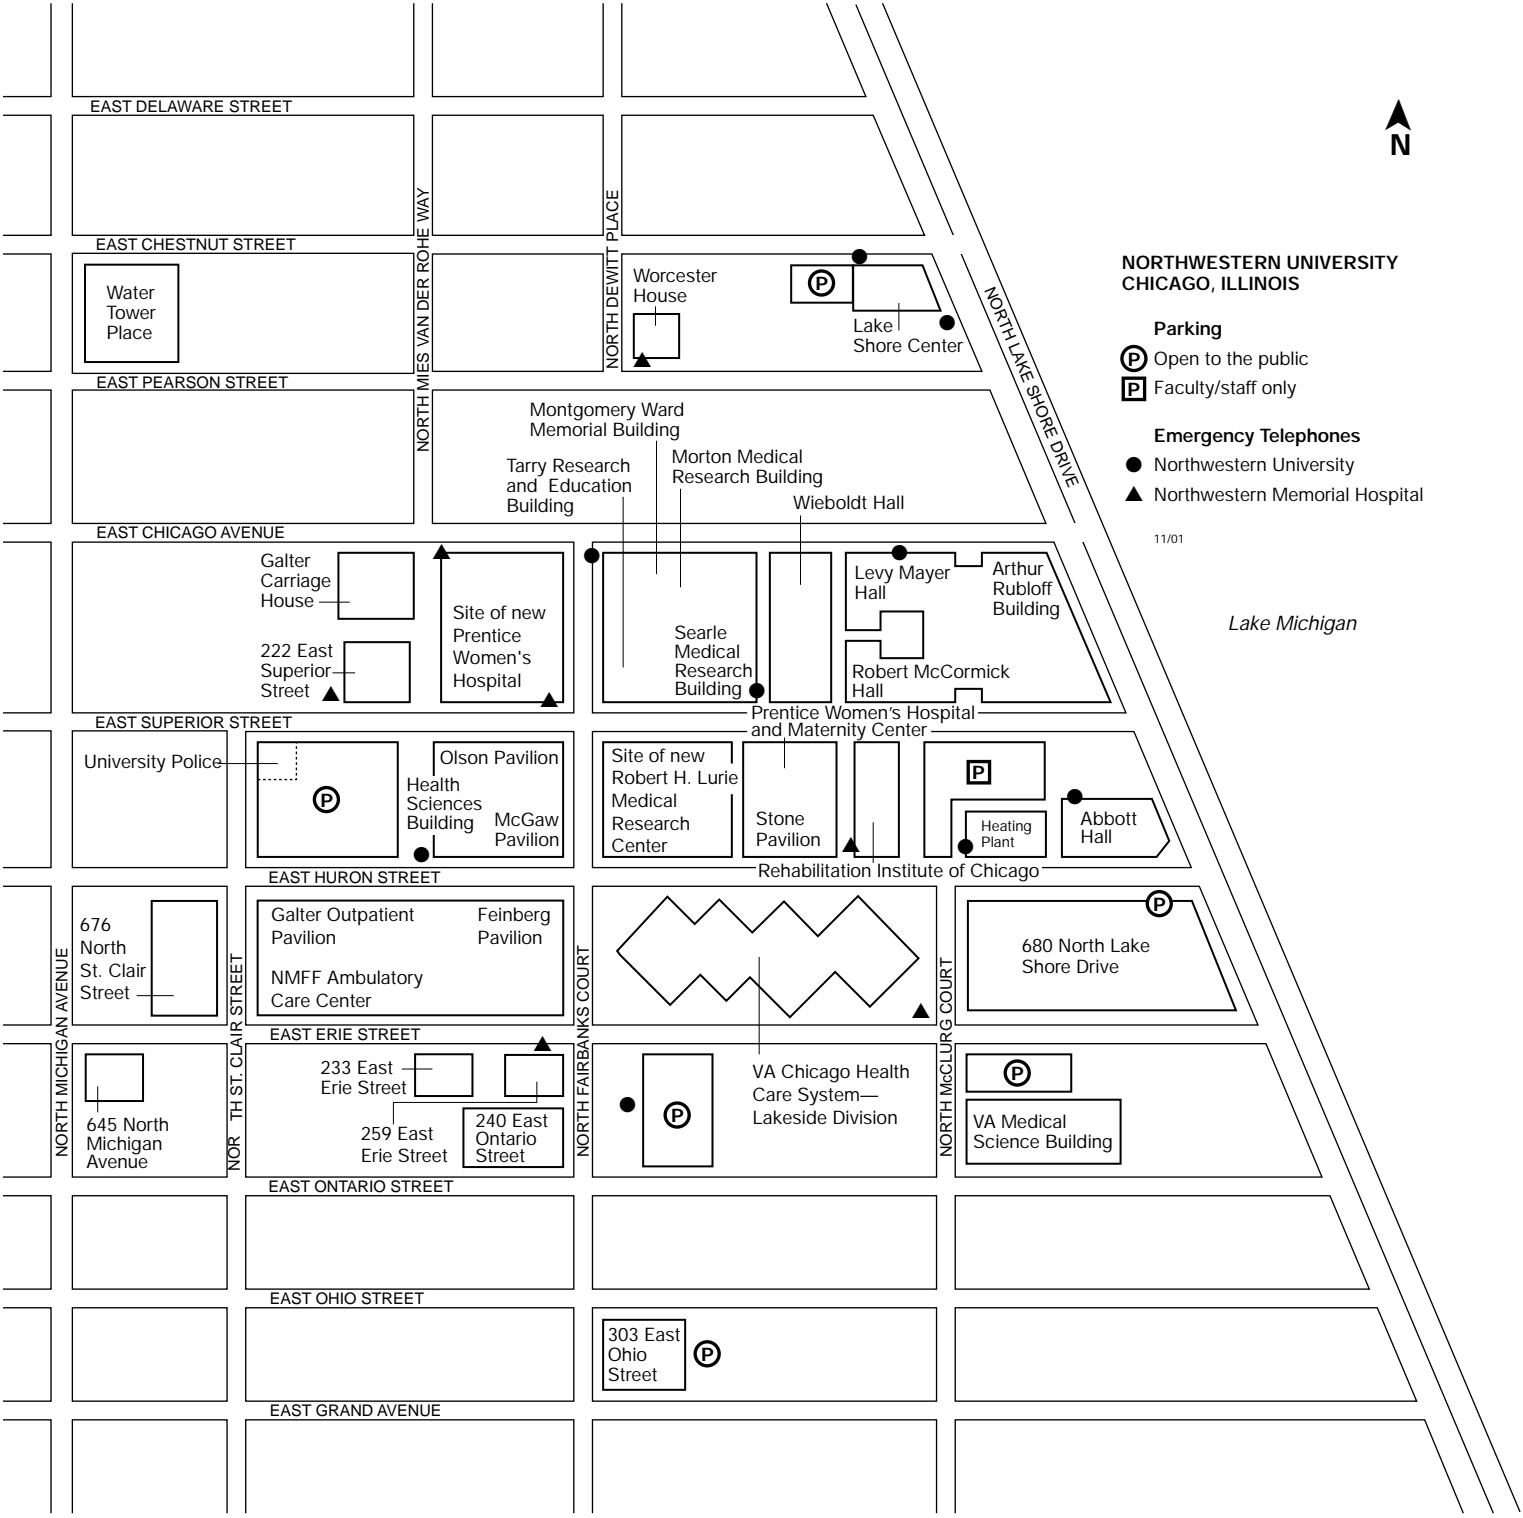 EAST DELAWARE STREET
N
EAST CHESTNUT STREET
NORTH MIES VAN DER ROHE WAY
NORTH DEWITT PLACE
Water
Tower
Place
Worcester
House
P
Lake
Shore Center
NORTH LAKE SHORE DRIVE
NORTHWESTERN UNIVERSITY
CHICAGO, ILLINOIS
Parking
P Open to the public
P Faculty/staff only
Emergency Telephones
Northwestern University
Northwestern Memorial Hospital
11/01
Lake Michigan
EAST PEARSON STREET
Montgomery Ward
Memorial Building
Tarry Research
and Education
Building
Morton Medical
Research Building
Wieboldt Hall
EAST CHICAGO AVENUE
Galter
Carriage
House
222 East
Superior
Street
Site of new
Prentice
Women's
Hospital
Searle
Medical
Research
Building
Levy Mayer
Hall
Arthur
Rubloff
Building
Robert McCormick
Hall
EAST SUPERIOR STREET
Prentice Women's Hospital
and Maternity Center
University Police
P
Olson Pavilion
Health
Sciences
Building
McGaw
Pavilion
Site of new
Robert H. Lurie
Medical
Research
Center
Stone
Pavilion
P
Heating
Plant
Abbott
Hall
Rehabilitation Institute of Chicago
EAST HURON STREET
676
North
St. Clair
Street
Galter Outpatient
Pavilion
Feinberg
Pavilion
NMFF Ambulatory
Care Center
P
680 North Lake
Shore Drive
NORTH MICHIGAN AVENUE
NOR TH ST. CLAIR STREET
NORTH FAIRBANKS COURT
NORTH McCLURG COURT
EAST ERIE STREET
645 North
Michigan
Avenue
233 East
Erie Street
259 East
Erie Street
240 East
Ontario
Street
P
VA Chicago Health
Care System—
Lakeside Division
P
VA Medical
Science Building
EAST ONTARIO STREET
EAST OHIO STREET
303 East
Ohio
Street
P
EAST GRAND AVENUE